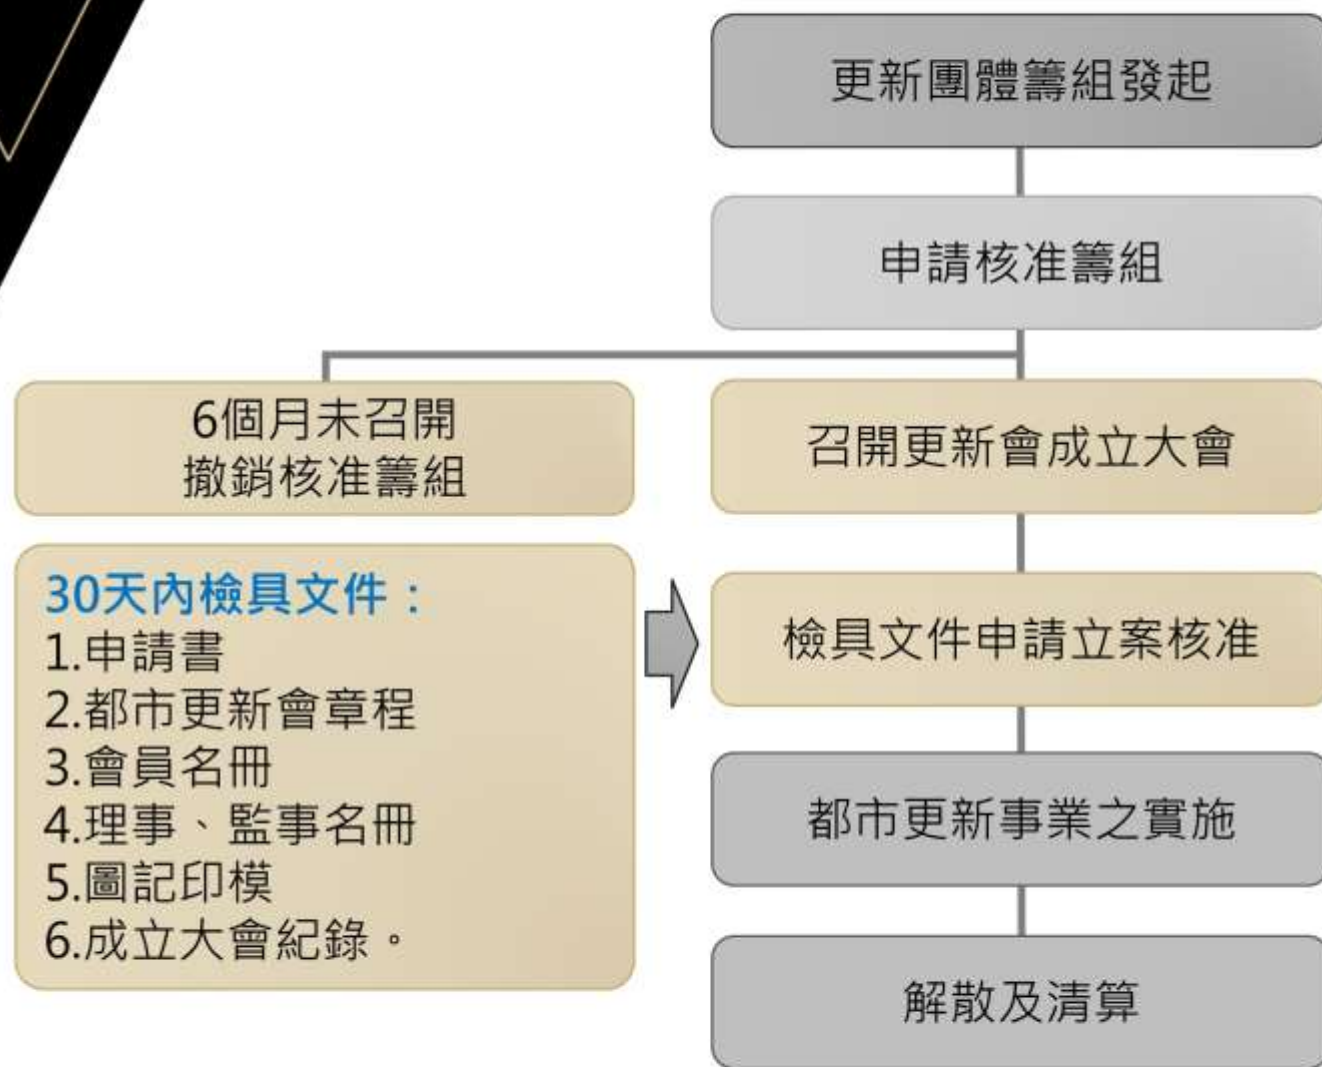 更新團體籌組發起
申請核准籌組
6個月未召開
撤銷核准籌組
召開更新會成立大會
30天內檢具文件：
1.申請書
2.都市更新會章程
3.會員名冊
4.理事、監事名冊
5.圖記印模
6.成立大會紀錄。
檢具文件申請立案核准
都市更新事業之實施
解散及清算